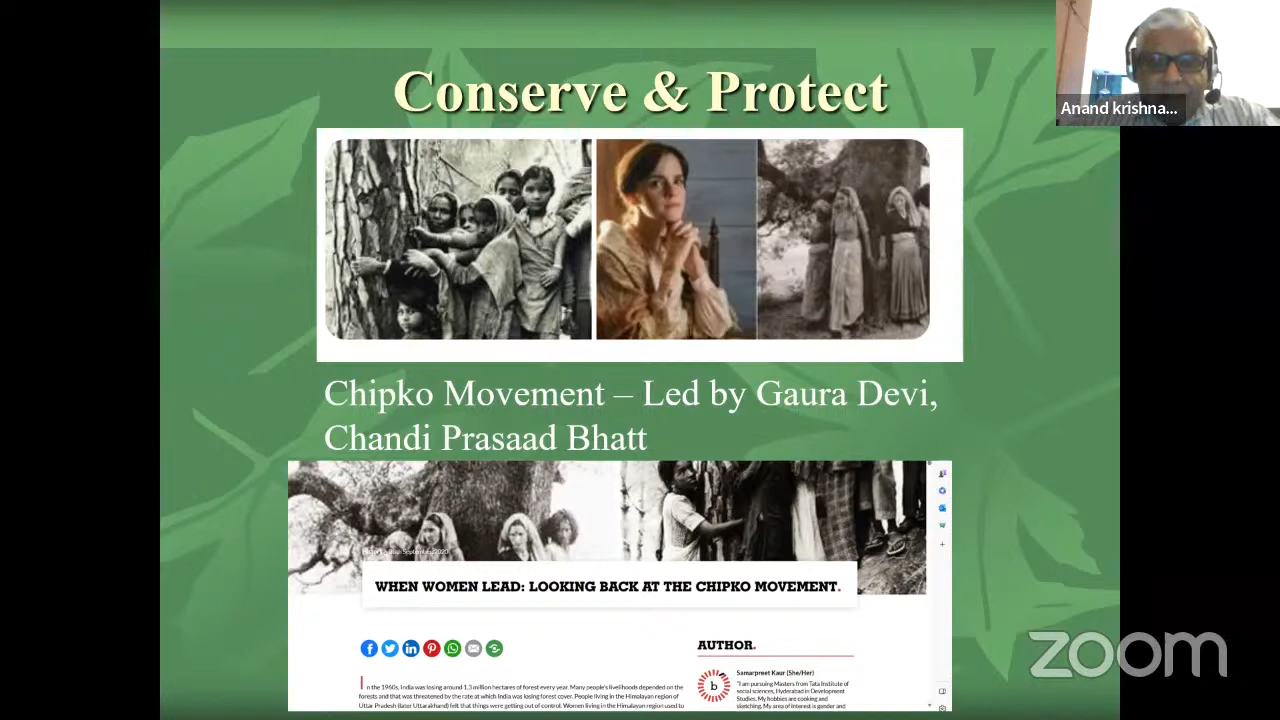 Conserve & Protect
Anand krishna...
Chipko Movement – Led by Gaura Devi,
Chandi Prasaad Bhatt
September 2020
WHEN WOMEN LEAD: LOOKING BACK AT THE CHIPKO MOVEMENT.
AUTHOR.
Samarpreet Kaur (She/Her)
"I am pursuing Masters from Tata Institute of
social sciences, Hyderabad in Development
Studies. My hobbies are cooking and
sketching. My area of interest is gender and
In the 1960s, India was losing around 1.3 million hectares of forest every year. Many people's livelihoods depended on the
forests and that was threatened by the rate at which India was losing forest cover. People living in the Himalayan region of
Uttar Pradesh (later Uttarakhand) felt that things were getting out of control. Women living in the Himalayan region used to
zoom